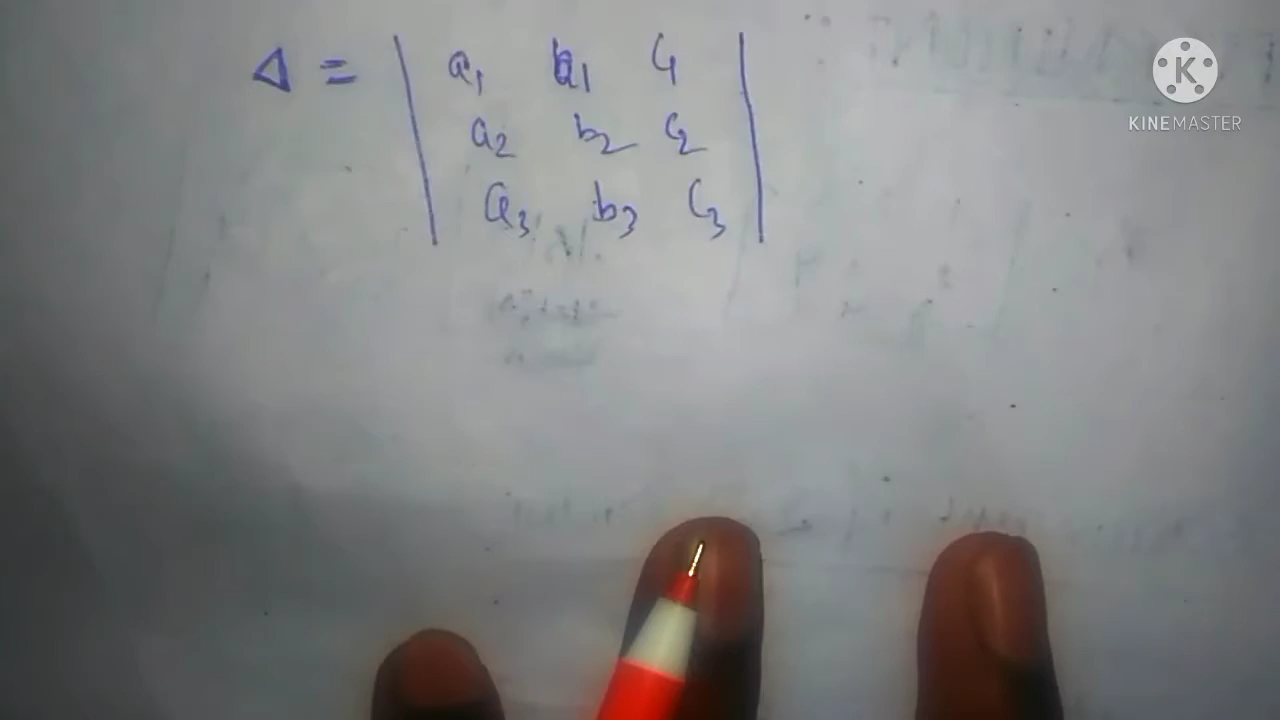 Δ = | a₁ b₁ c₁ |
| a₂ b₂ c₂ |
| a₃ b₃ c₃ |
K
KINEMASTER